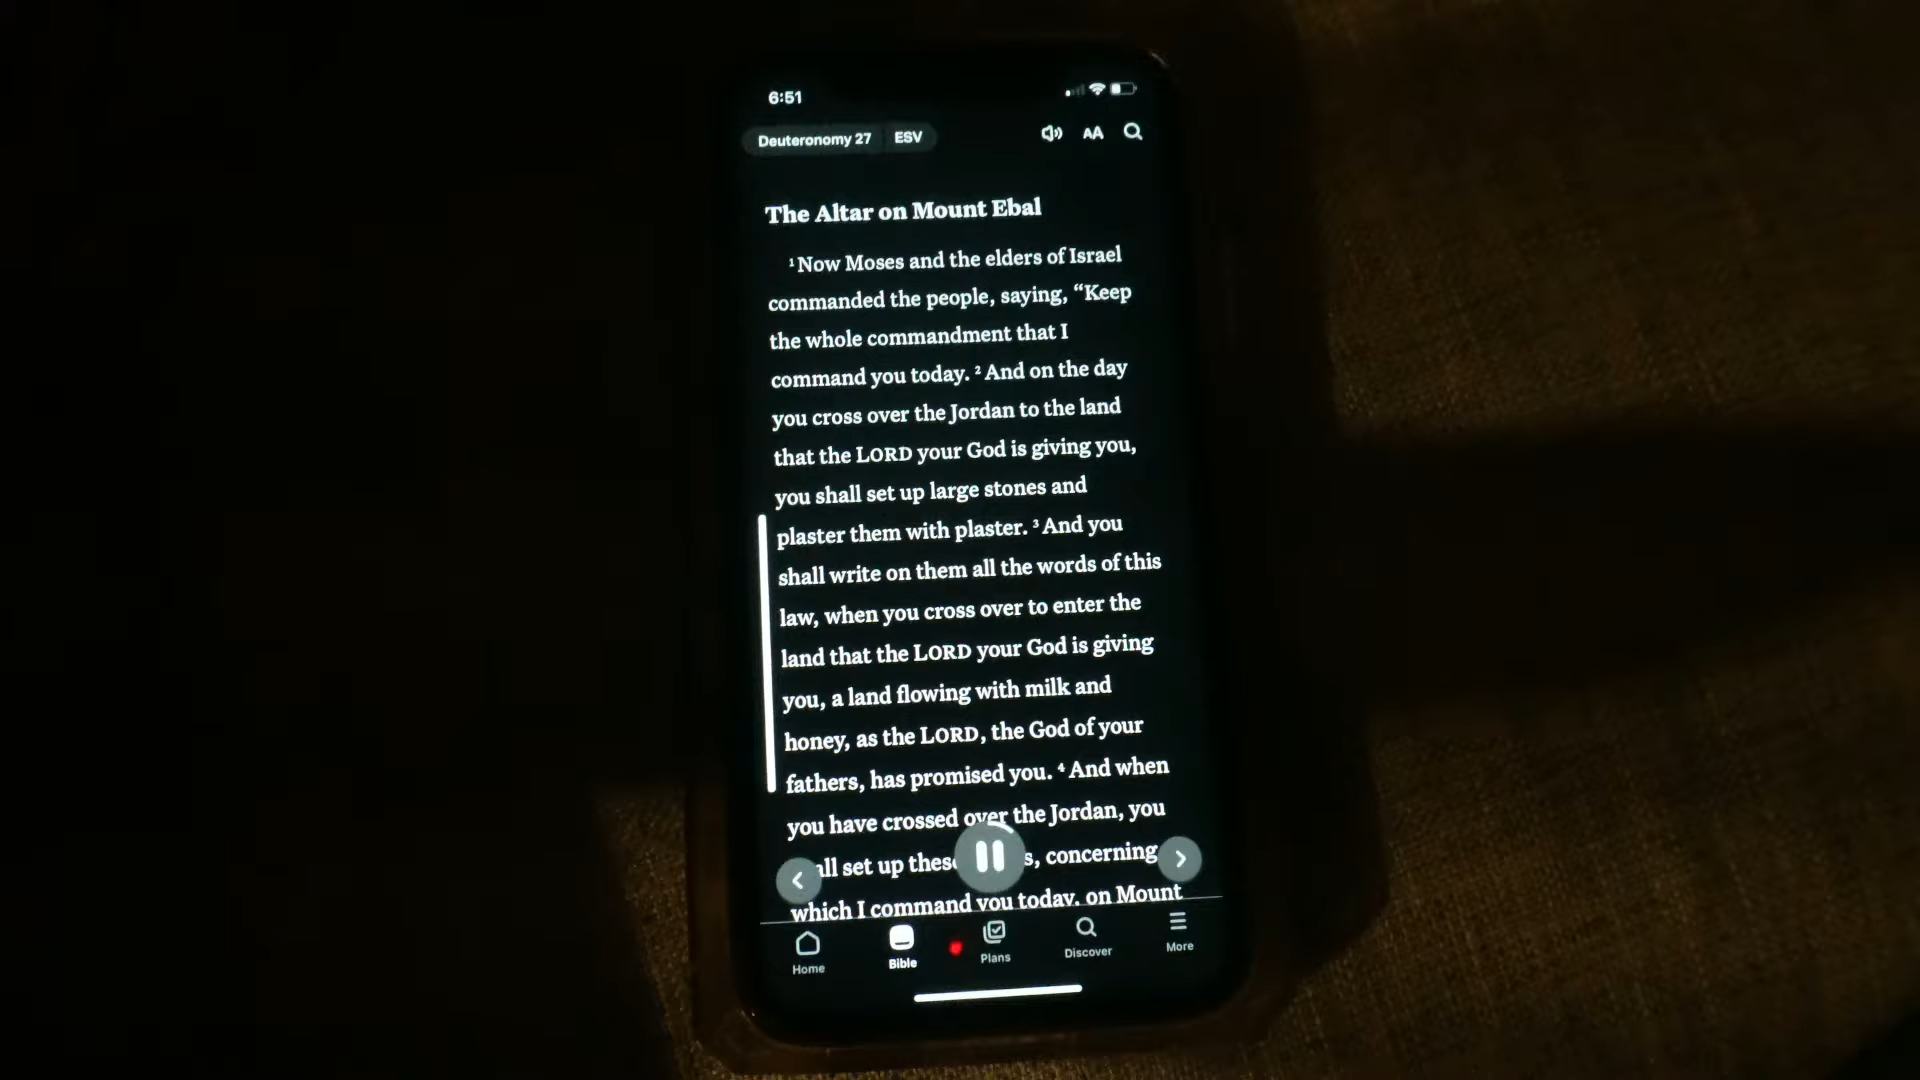 6:51
Deuteronomy 27 ESV
AA
The Altar on Mount Ebal
1 Now Moses and the elders of Israel
commanded the people, saying, “Keep
the whole commandment that I
command you today. 2 And on the day
you cross over the Jordan to the land
that the LORD your God is giving you,
you shall set up large stones and
plaster them with plaster. 3 And you
shall write on them all the words of this
law, when you cross over to enter the
land that the LORD your God is giving
you, a land flowing with milk and
honey, as the LORD, the God of your
fathers, has promised you. 4 And when
you have crossed over the Jordan, you
all set up these s, concerning
which I command you today, on Mount
Home Bible Plans Discover More